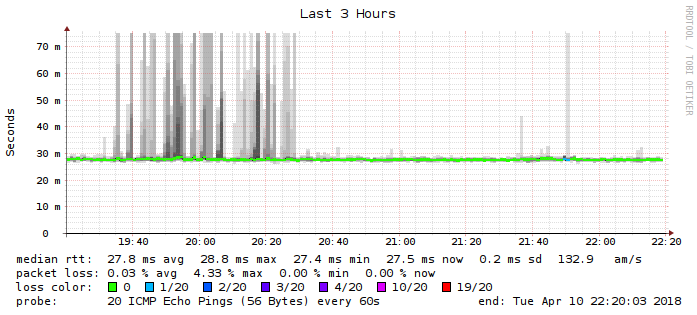 Last 3 Hours
RRDTOOL / TOBI OETIKER
Seconds
70 m
60 m
50 m
40 m
30 m
20 m
10 m
0
19:40 20:00 20:20 20:40 21:00 21:20 21:40 22:00 22:20
median rtt: 27.8 ms avg 28.8 ms max 27.4 ms min 27.5 ms now 0.2 ms sd 132.9 am/s
packet loss: 0.03 % avg 4.33 % max 0.00 % min 0.00 % now
loss color: 0 1/20 2/20 3/20 4/20 10/20 19/20
probe: 20 ICMP Echo Pings (56 Bytes) every 60s end: Tue Apr 10 22:20:03 2018